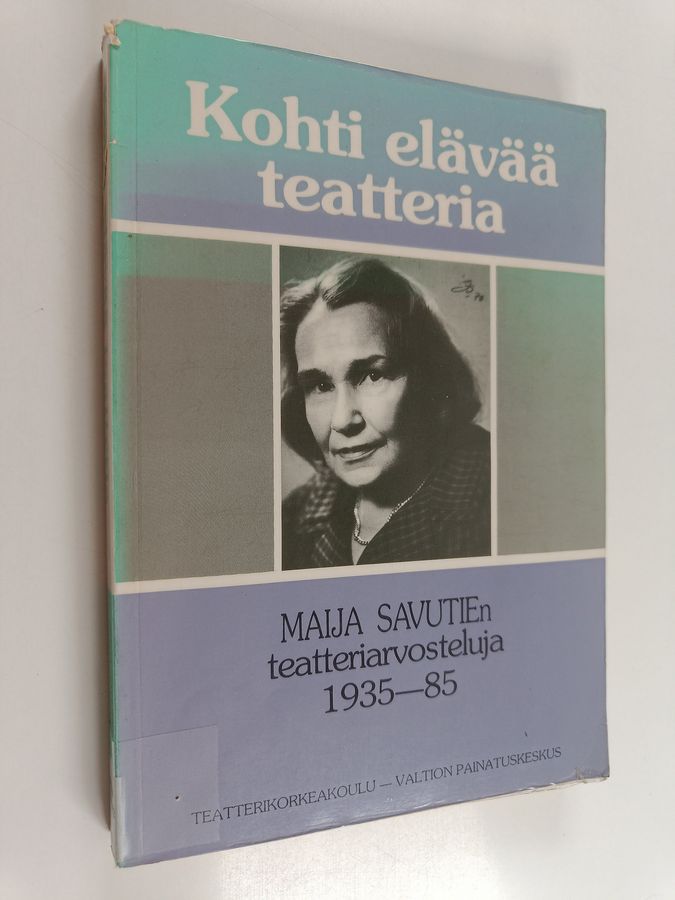 Kohti elävää
teatteria
MAIJA SAVUTIEn
teatteriarvosteluja
1935—85
TEATTERIKORKEAKOULU — VALTION PAINATUSKESKUS